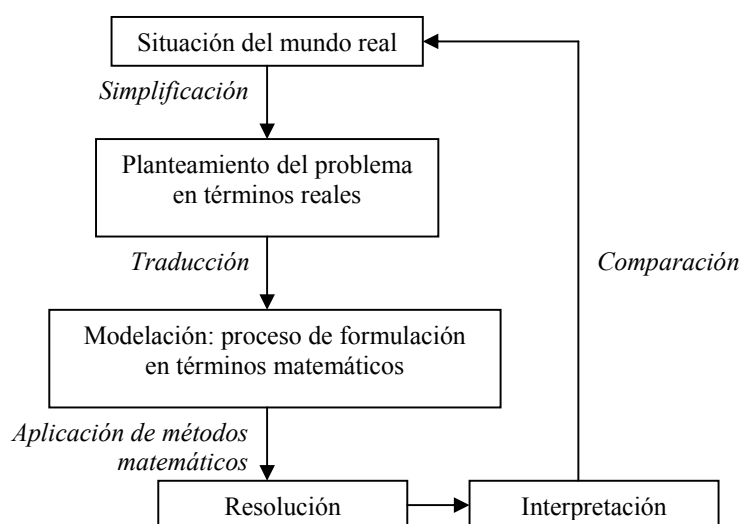 Situación del mundo real
Simplificación
Planteamiento del problema
en términos reales
Traducción
Comparación
Modelación: proceso de formulación
en términos matemáticos
Aplicación de métodos
matemáticos
Resolución
Interpretación